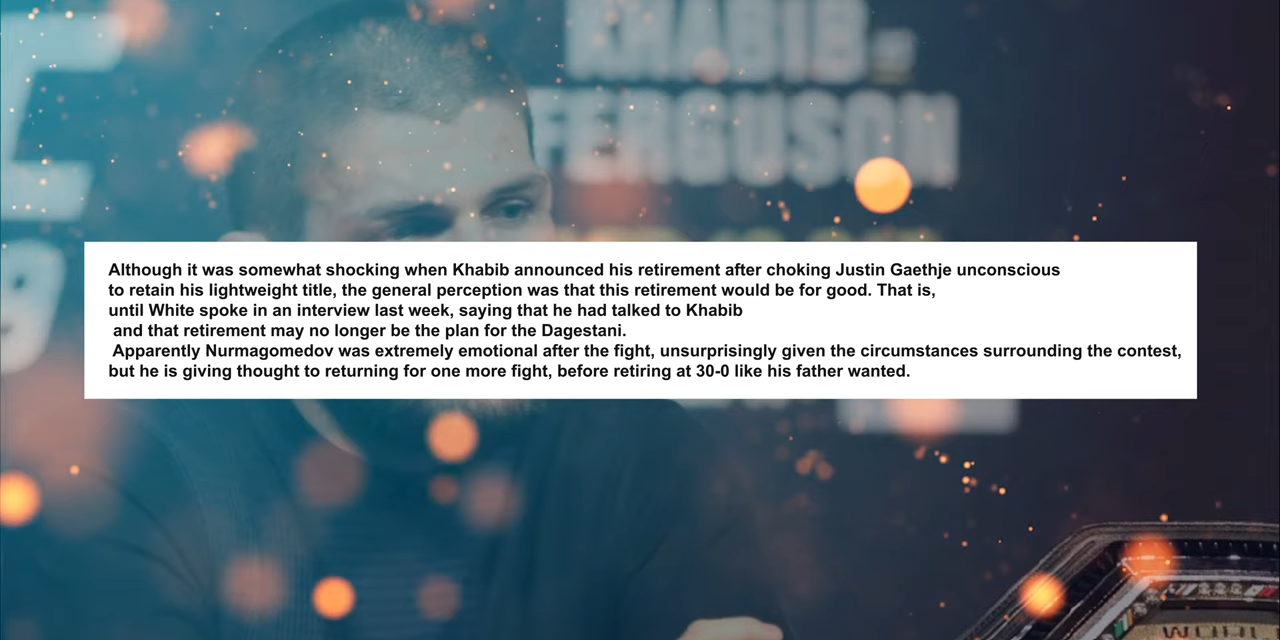 KHABIB vs
FERGUSON
Although it was somewhat shocking when Khabib announced his retirement after choking Justin Gaethje unconscious
to retain his lightweight title, the general perception was that this retirement would be for good. That is,
until White spoke in an interview last week, saying that he had talked to Khabib
and that retirement may no longer be the plan for the Dagestani.
Apparently Nurmagomedov was extremely emotional after the fight, unsurprisingly given the circumstances surrounding the contest,
but he is giving thought to returning for one more fight, before retiring at 30-0 like his father wanted.